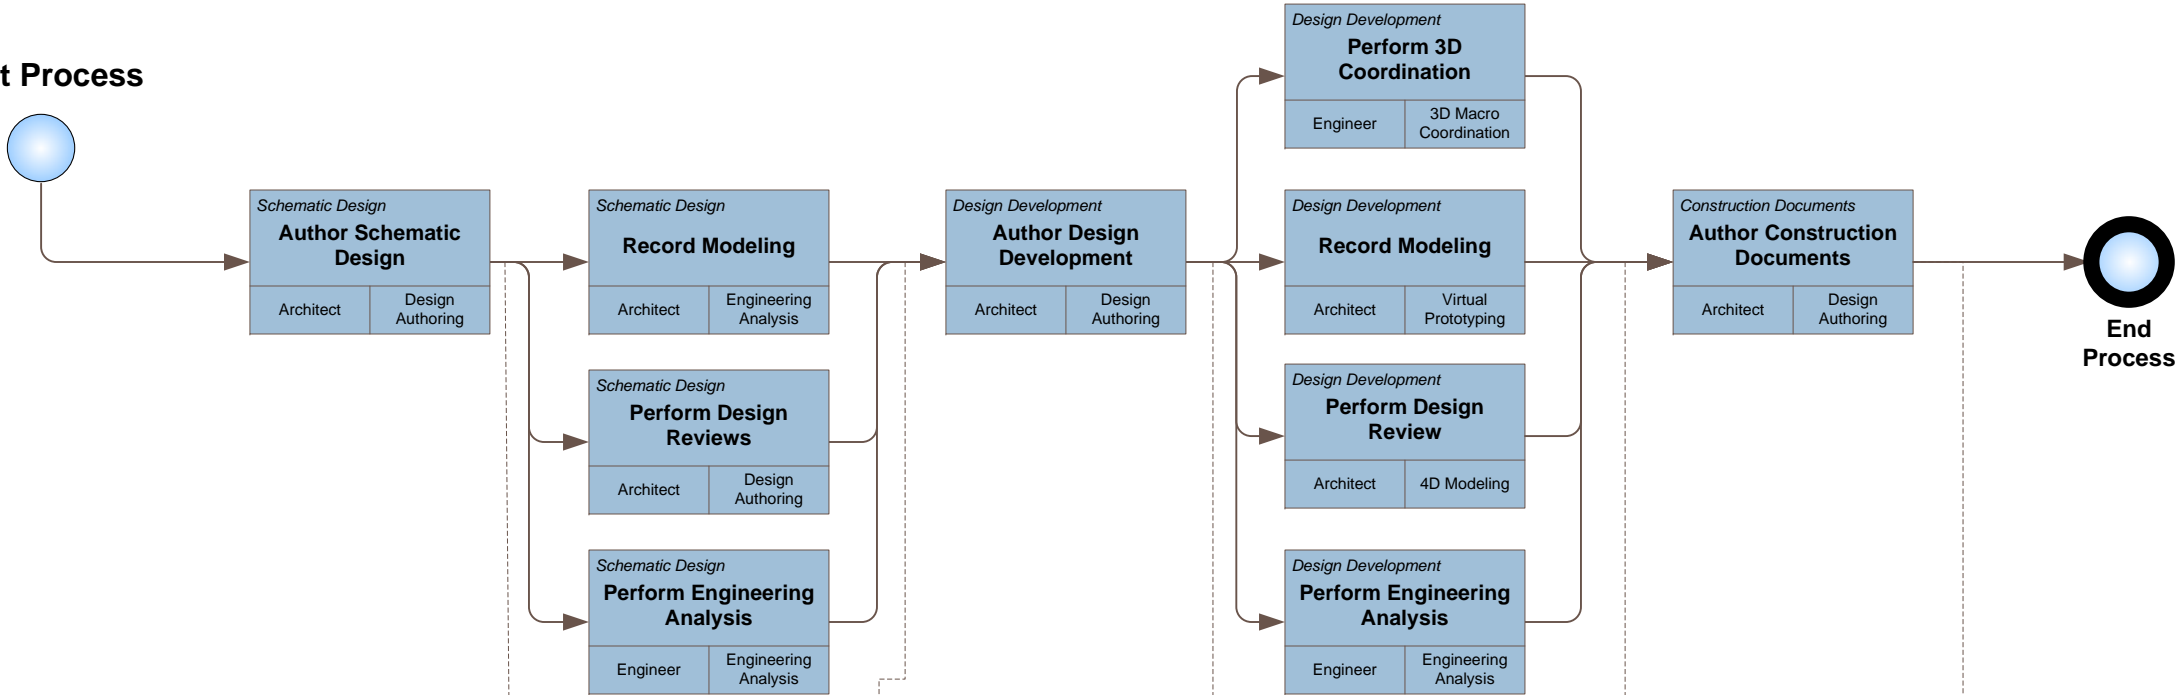 t Process
Schematic Design
Author Schematic
Design
Architect
Design
Authoring
Schematic Design
Record Modeling
Architect
Engineering
Analysis
Schematic Design
Perform Design
Reviews
Architect
Design
Authoring
Schematic Design
Perform Engineering
Analysis
Engineer
Engineering
Analysis
Design Development
Author Design
Development
Architect
Design
Authoring
Design Development
Perform 3D
Coordination
Engineer
3D Macro
Coordination
Design Development
Record Modeling
Architect
Virtual
Prototyping
Design Development
Perform Design
Review
Architect
4D Modeling
Design Development
Perform Engineering
Analysis
Engineer
Engineering
Analysis
Construction Documents
Author Construction
Documents
Architect
Design
Authoring
End
Process